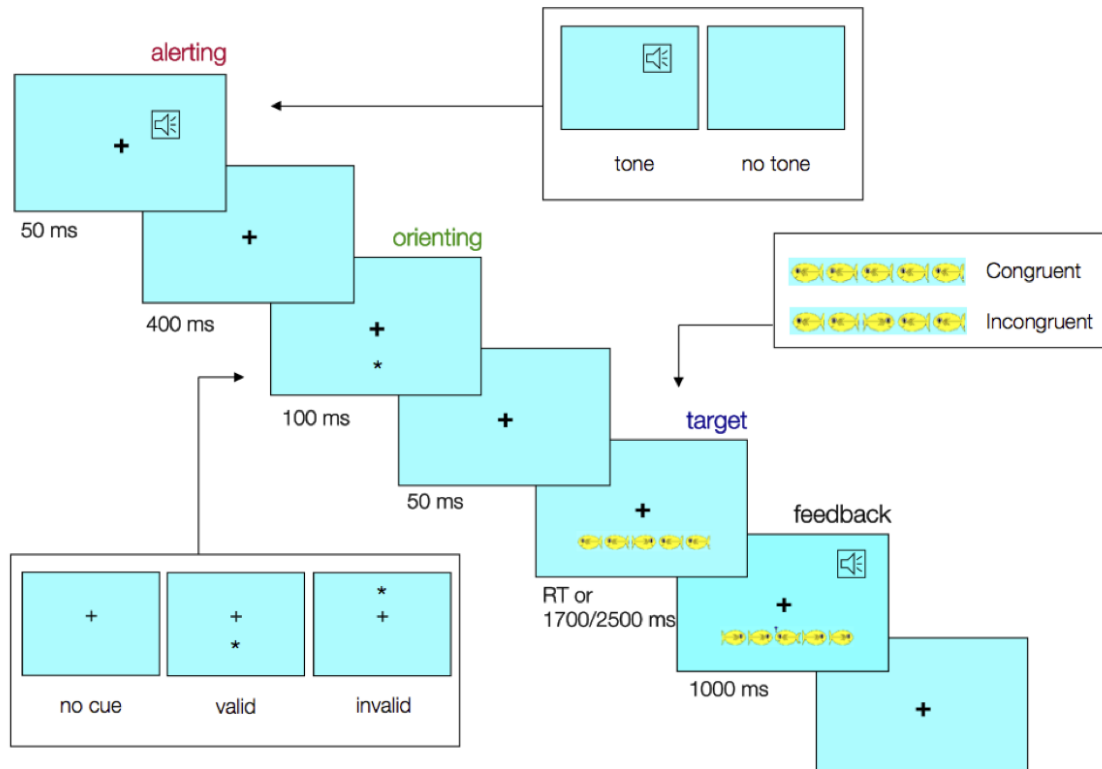 alerting
tone
no tone
50 ms
orienting
400 ms
Congruent
Incongruent
*
100 ms
target
50 ms
feedback
*
*
no cue
valid
invalid
RT or
1700/2500 ms
1000 ms